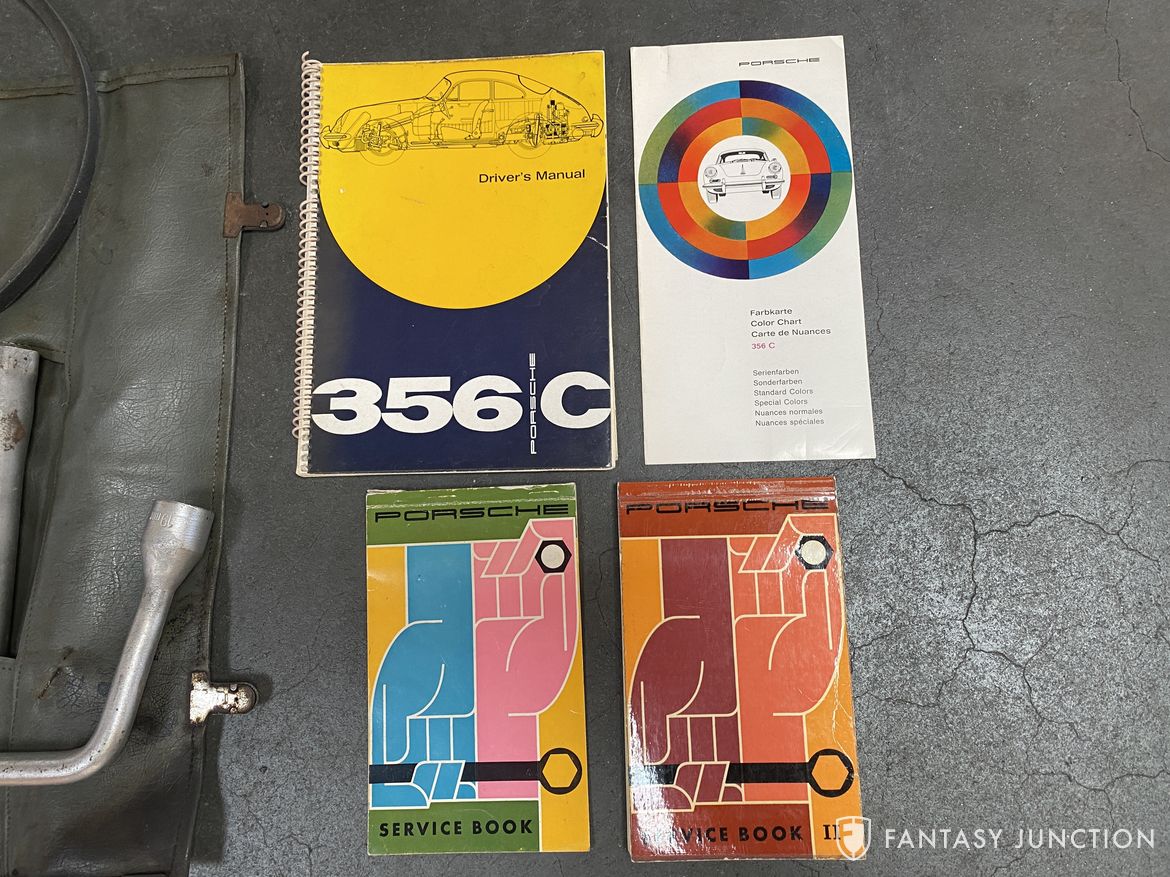 Driver's Manual
356 C
PORSCHE
PORSCHE
Farbkarte
Color Chart
Carte de Nuances
356 C
Serienfarben
Sonderfarben
Standard Colors
Special Colors
Nuances normales
Nuances spéciales
PORSCHE
SERVICE BOOK
PORSCHE
SERVICE BOOK II
19
FANTASY JUNCTION